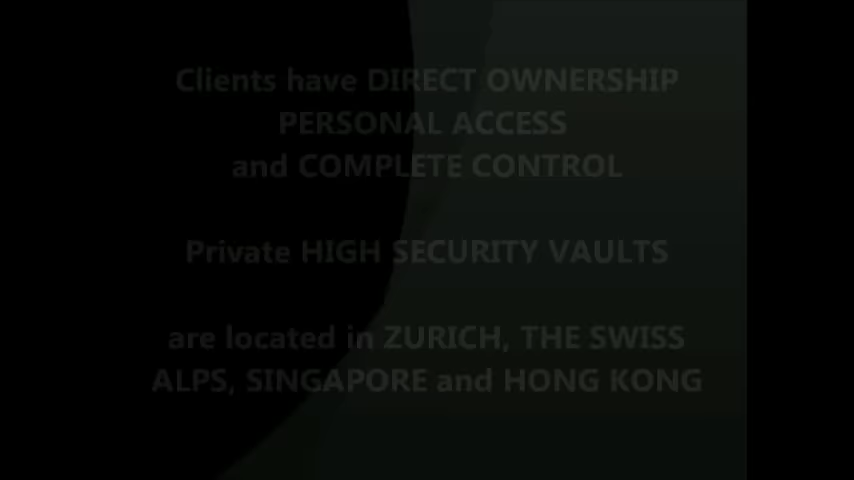 Clients have DIRECT OWNERSHIP
PERSONAL ACCESS
and COMPLETE CONTROL
Private HIGH SECURITY VAULTS
are located in ZURICH, THE SWISS
ALPS, SINGAPORE and HONG KONG